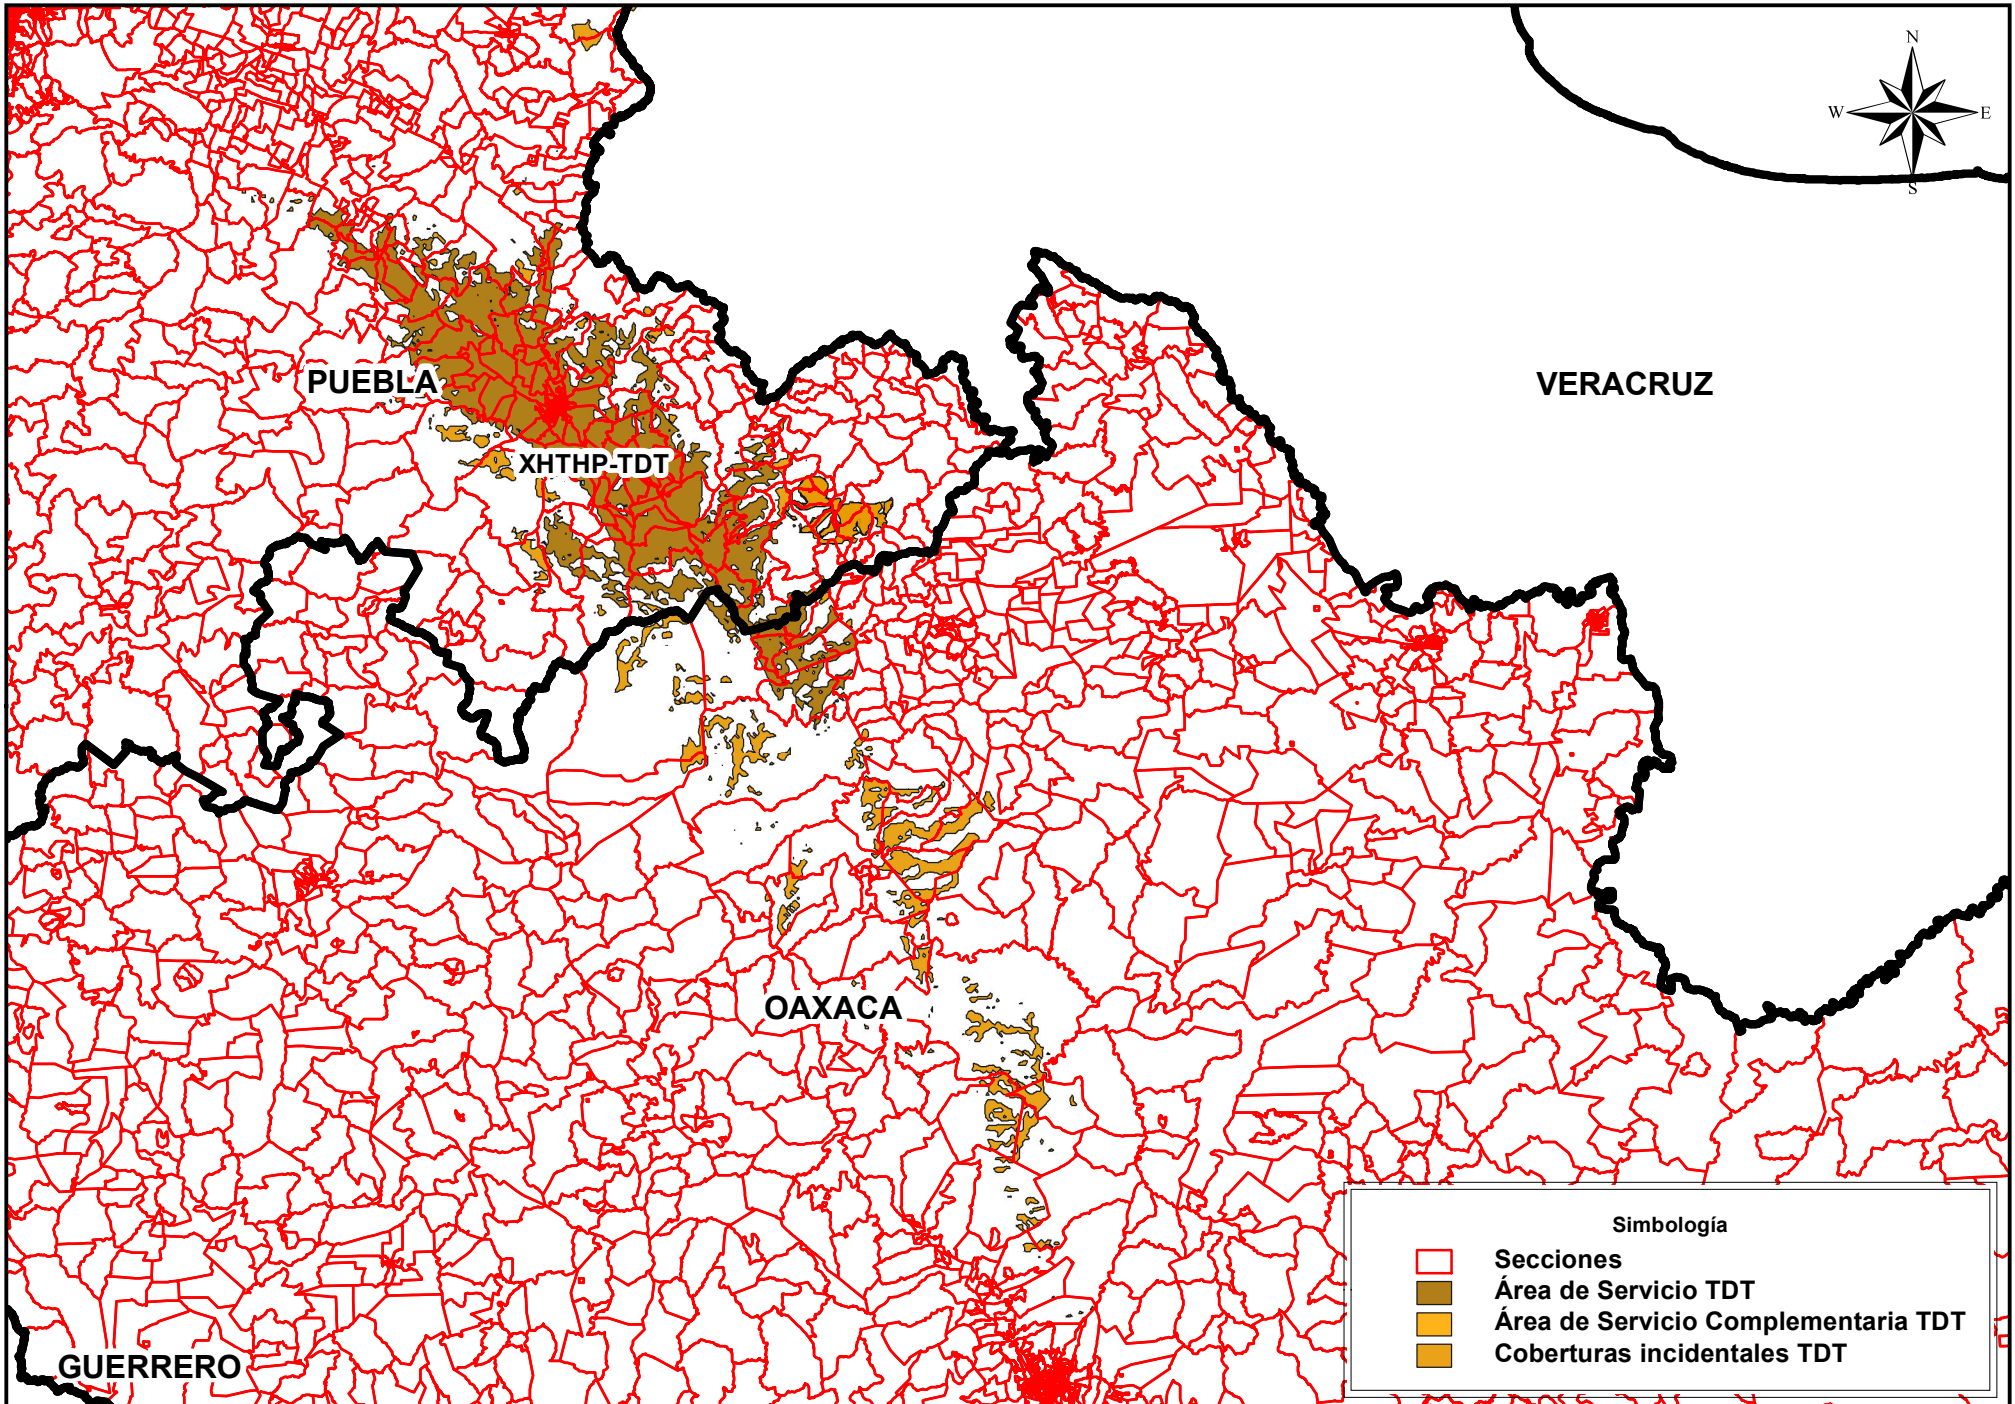 N
W
E
S
PUEBLA
VERACRUZ
XHTHP-TDT
OAXACA
GUERRERO
Simbología
Secciones
Área de Servicio TDT
Área de Servicio Complementaria TDT
Coberturas incidentales TDT